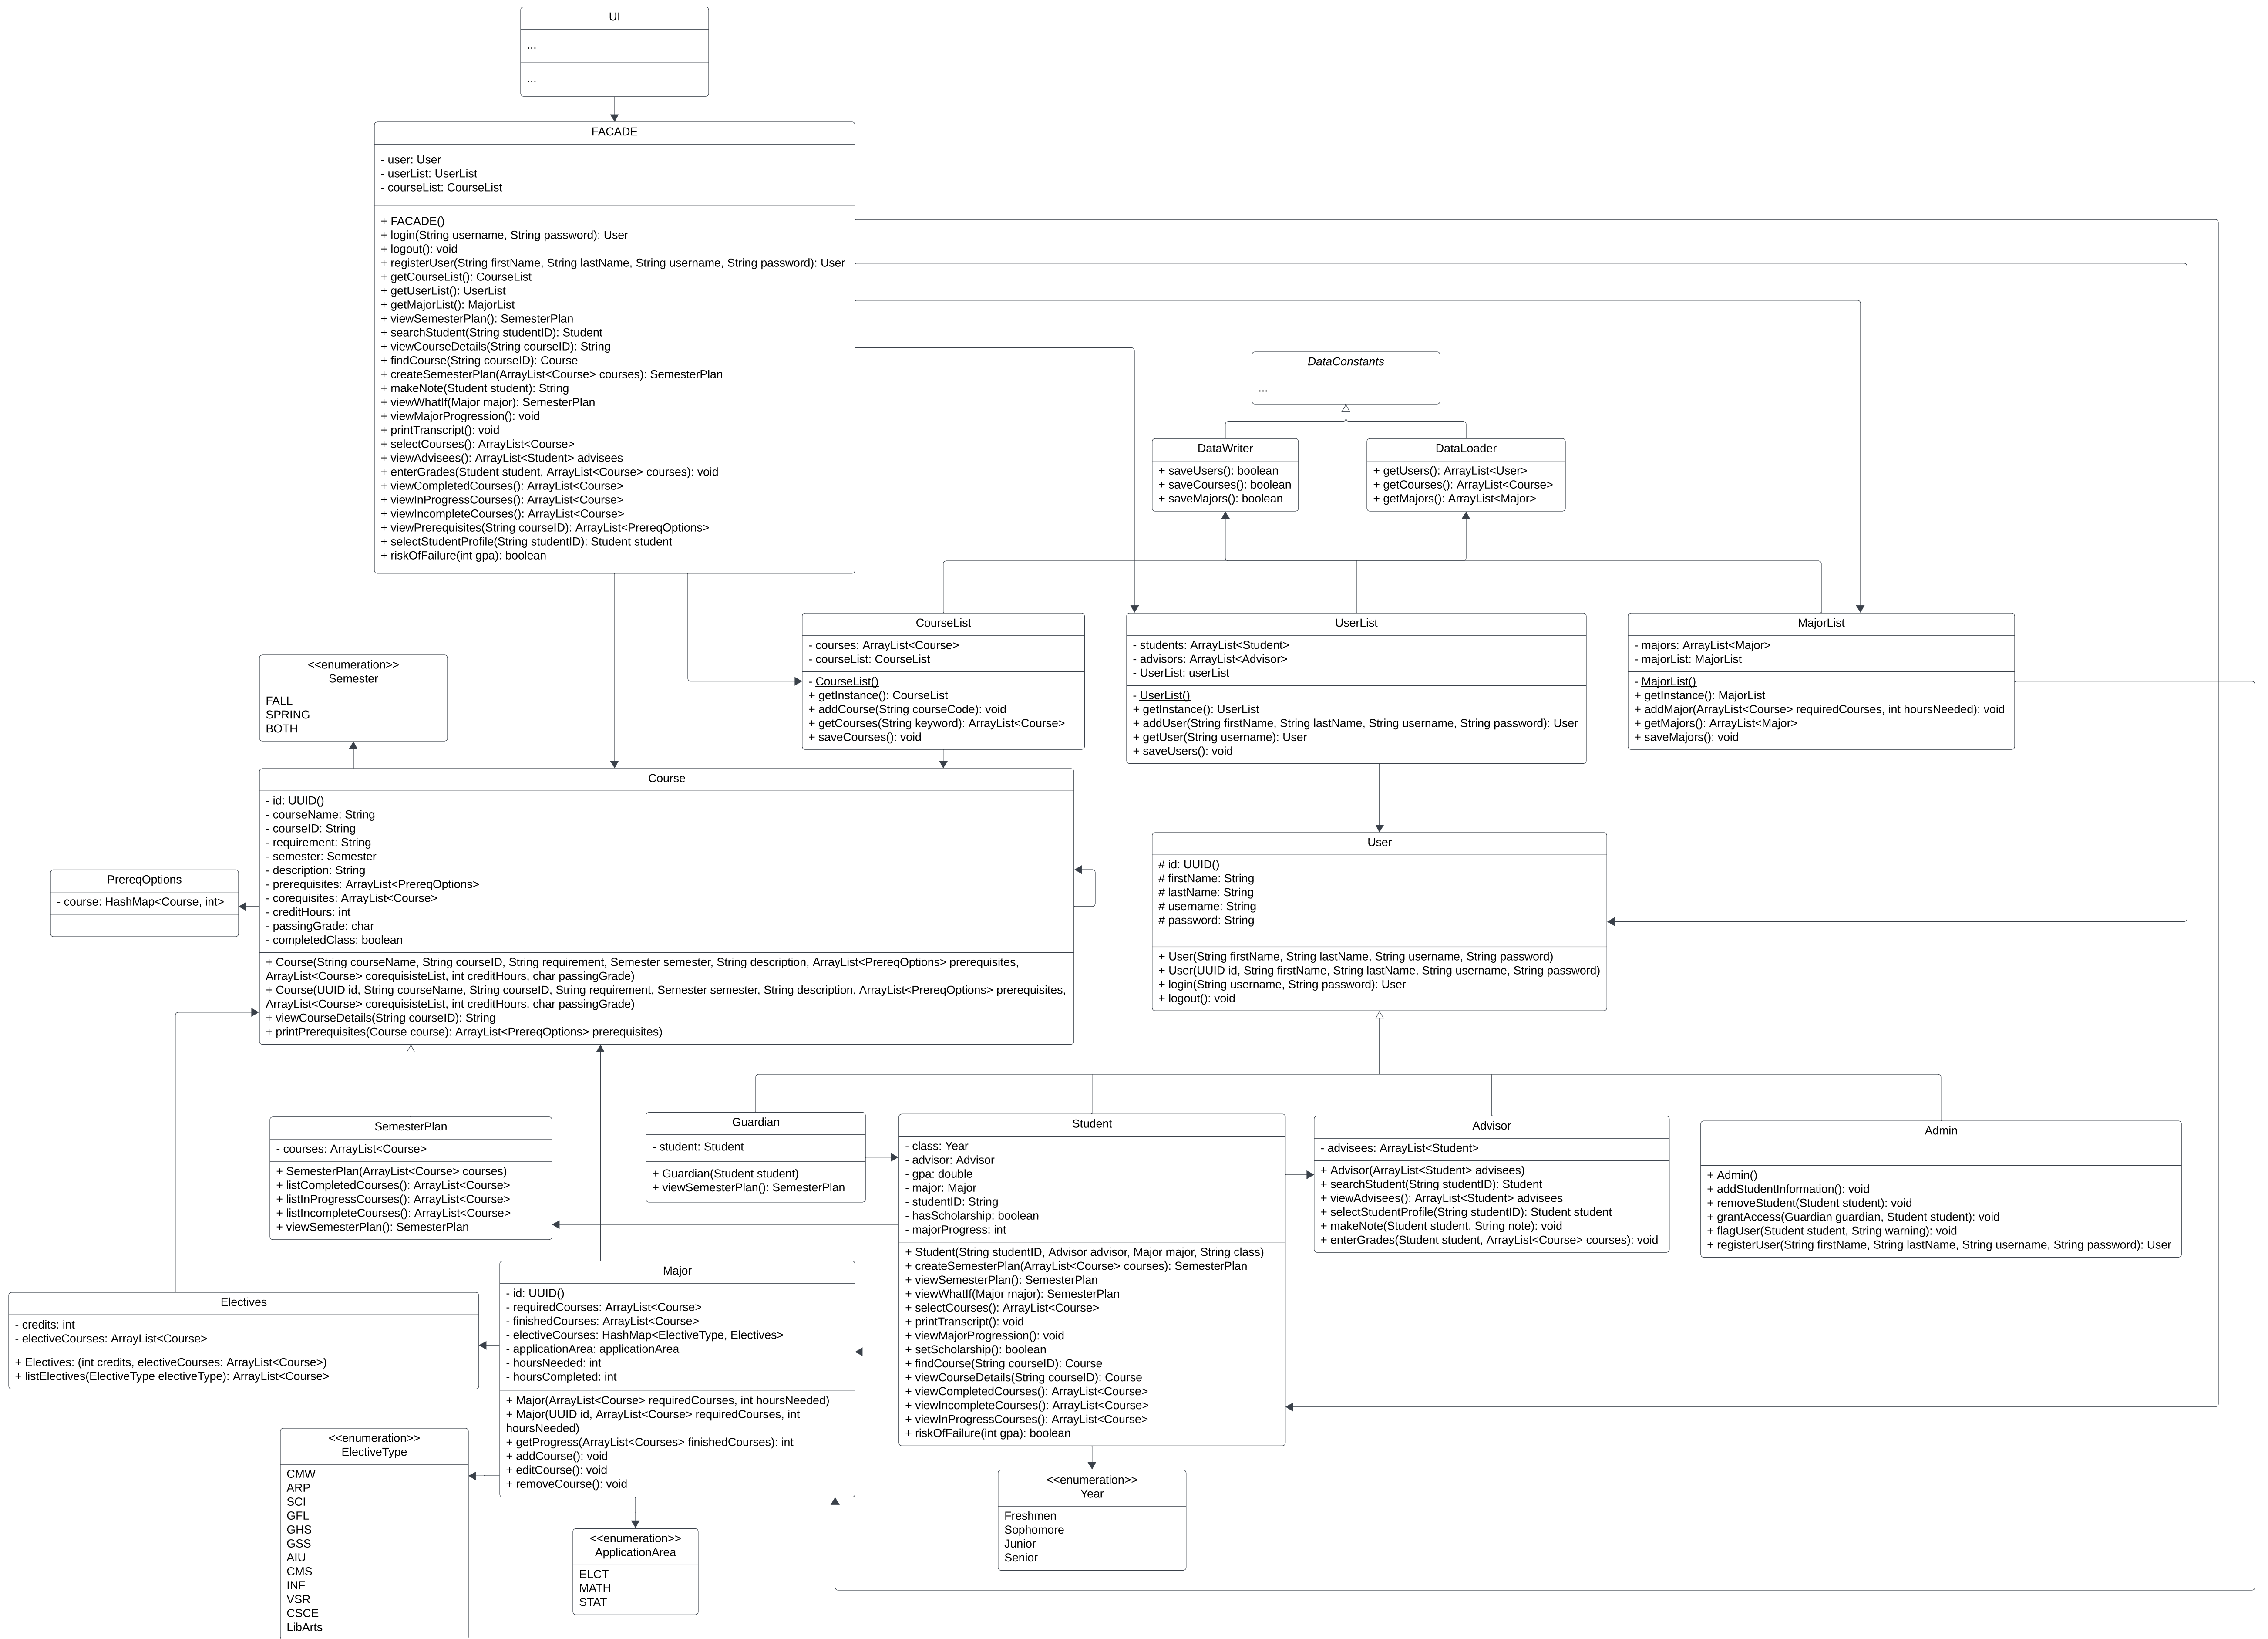 UI
...
...
FACADE
- user: User
- userList: UserList
- courseList: CourseList
+ FACADE()
+ login(String username, String password): User
+ logout(): void
+ registerUser(String firstName, String lastName, String username, String password): User
+ getCourseList(): CourseList
+ getUserList(): UserList
+ getMajorList(): MajorList
+ viewSemesterPlan(): SemesterPlan
+ searchStudent(String studentID): Student
+ viewCourseDetails(String courseID): String
+ findCourse(String courseID): Course
+ createSemesterPlan(ArrayList<Course> courses): SemesterPlan
+ makeNote(Student student): String
+ viewWhatIf(Major major): SemesterPlan
+ viewMajorProgression(): void
+ printTranscript(): void
+ selectCourses(): ArrayList<Course>
+ viewAdvisees(): ArrayList<Student> advisees
+ enterGrades(Student student, ArrayList<Course> courses): void
+ viewCompletedCourses(): ArrayList<Course>
+ viewInProgressCourses(): ArrayList<Course>
+ viewIncompleteCourses(): ArrayList<Course>
+ viewPrerequisites(String courseID): ArrayList<PrereqOptions>
+ selectStudentProfile(String studentID): Student student
+ riskOfFailure(int gpa): boolean
DataConstants
...
DataWriter
+ saveUsers(): boolean
+ saveCourses(): boolean
+ saveMajors(): boolean
DataLoader
+ getUsers(): ArrayList<User>
+ getCourses(): ArrayList<Course>
+ getMajors(): ArrayList<Major>
CourseList
- courses: ArrayList<Course>
- courseList: CourseList
- CourseList()
+ getInstance(): CourseList
+ addCourse(String courseCode): void
+ getCourses(String keyword): ArrayList<Course>
+ saveCourses(): void
UserList
- students: ArrayList<Student>
- advisors: ArrayList<Advisor>
- UserList: userList
- UserList()
+ getInstance(): UserList
+ addUser(String firstName, String lastName, String username, String password): User
+ getUser(String username): User
+ saveUsers(): void
MajorList
- majors: ArrayList<Major>
- majorList: MajorList
- MajorList()
+ getInstance(): MajorList
+ addMajor(ArrayList<Course> requiredCourses, int hoursNeeded): void
+ getMajors(): ArrayList<Major>
+ saveMajors(): void
<<enumeration>>
Semester
FALL
SPRING
BOTH
Course
- id: UUID()
- courseName: String
- courseID: String
- requirement: String
- semester: Semester
- description: String
- prerequisites: ArrayList<PrereqOptions>
- corequisites: ArrayList<Course>
- creditHours: int
- passingGrade: char
- completedClass: boolean
+ Course(String courseName, String courseID, String requirement, Semester semester, String description, ArrayList<PrereqOptions> prerequisites,
ArrayList<Course> corequisisteList, int creditHours, char passingGrade)
+ Course(UUID id, String courseName, String courseID, String requirement, Semester semester, String description, ArrayList<PrereqOptions> prerequisites,
ArrayList<Course> corequisisteList, int creditHours, char passingGrade)
+ viewCourseDetails(String courseID): String
+ printPrerequisites(Course course): ArrayList<PrereqOptions> prerequisites)
PrereqOptions
- course: HashMap<Course, int>
User
# id: UUID()
# firstName: String
# lastName: String
# username: String
# password: String
+ User(String firstName, String lastName, String username, String password)
+ User(UUID id, String firstName, String lastName, String username, String password)
+ login(String username, String password): User
+ logout(): void
SemesterPlan
- courses: ArrayList<Course>
+ SemesterPlan(ArrayList<Course> courses)
+ listCompletedCourses(): ArrayList<Course>
+ listInProgressCourses(): ArrayList<Course>
+ listIncompleteCourses(): ArrayList<Course>
+ viewSemesterPlan(): SemesterPlan
Guardian
- student: Student
+ Guardian(Student student)
+ viewSemesterPlan(): SemesterPlan
Student
- class: Year
- advisor: Advisor
- gpa: double
- major: Major
- studentID: String
- hasScholarship: boolean
- majorProgress: int
+ Student(String studentID, Advisor advisor, Major major, String class)
+ createSemesterPlan(ArrayList<Course> courses): SemesterPlan
+ viewSemesterPlan(): SemesterPlan
+ viewWhatIf(Major major): SemesterPlan
+ selectCourses(): ArrayList<Course>
+ printTranscript(): void
+ viewMajorProgression(): void
+ setScholarship(): boolean
+ findCourse(String courseID): Course
+ viewCourseDetails(String courseID): Course
+ viewCompletedCourses(): ArrayList<Course>
+ viewIncompleteCourses(): ArrayList<Course>
+ viewInProgressCourses(): ArrayList<Course>
+ riskOfFailure(int gpa): boolean
Advisor
- advisees: ArrayList<Student>
+ Advisor(ArrayList<Student> advisees)
+ searchStudent(String studentID): Student
+ viewAdvisees(): ArrayList<Student> advisees
+ selectStudentProfile(String studentID): Student student
+ makeNote(Student student, String note): void
+ enterGrades(Student student, ArrayList<Course> courses): void
Admin
+ Admin()
+ addStudentInformation(): void
+ removeStudent(Student student): void
+ grantAccess(Guardian guardian, Student student): void
+ flagUser(Student student, String warning): void
+ registerUser(String firstName, String lastName, String username, String password): User
Electives
- credits: int
- electiveCourses: ArrayList<Course>
+ Electives: (int credits, electiveCourses: ArrayList<Course>)
+ listElectives(ElectiveType electiveType): ArrayList<Course>
Major
- id: UUID()
- requiredCourses: ArrayList<Course>
- finishedCourses: ArrayList<Course>
- electiveCourses: HashMap<ElectiveType, Electives>
- applicationArea: applicationArea
- hoursNeeded: int
- hoursCompleted: int
+ Major(ArrayList<Course> requiredCourses, int hoursNeeded)
+ Major(UUID id, ArrayList<Course> requiredCourses, int
hoursNeeded)
+ getProgress(ArrayList<Courses> finishedCourses): int
+ addCourse(): void
+ editCourse(): void
+ removeCourse(): void
<<enumeration>>
ElectiveType
CMW
ARP
SCI
GFL
GHS
GSS
AIU
CMS
INF
VSR
CSCE
LibArts
<<enumeration>>
ApplicationArea
ELCT
MATH
STAT
<<enumeration>>
Year
Freshmen
Sophomore
Junior
Senior